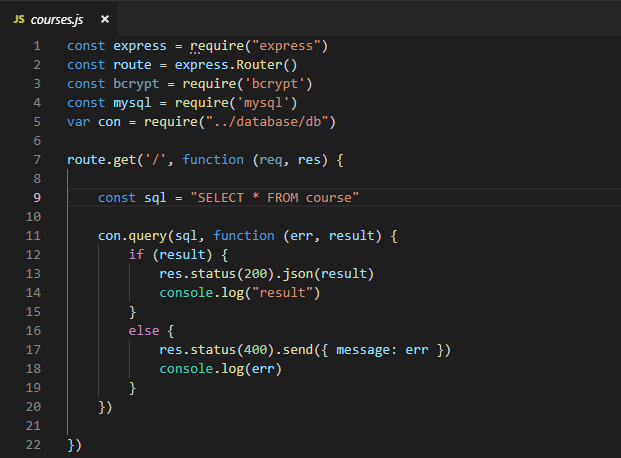 JS courses.js ×
1 const express = require("express")
2 const route = express.Router()
3 const bcrypt = require('bcrypt')
4 const mysql = require('mysql')
5 var con = require("../database/db")
6
7 route.get('/', function (req, res) {
8
9     const sql = "SELECT * FROM course"
10
11     con.query(sql, function (err, result) {
12         if (result) {
13             res.status(200).json(result)
14             console.log("result")
15         }
16         else {
17             res.status(400).send({ message: err })
18             console.log(err)
19         }
20     })
21
22 })